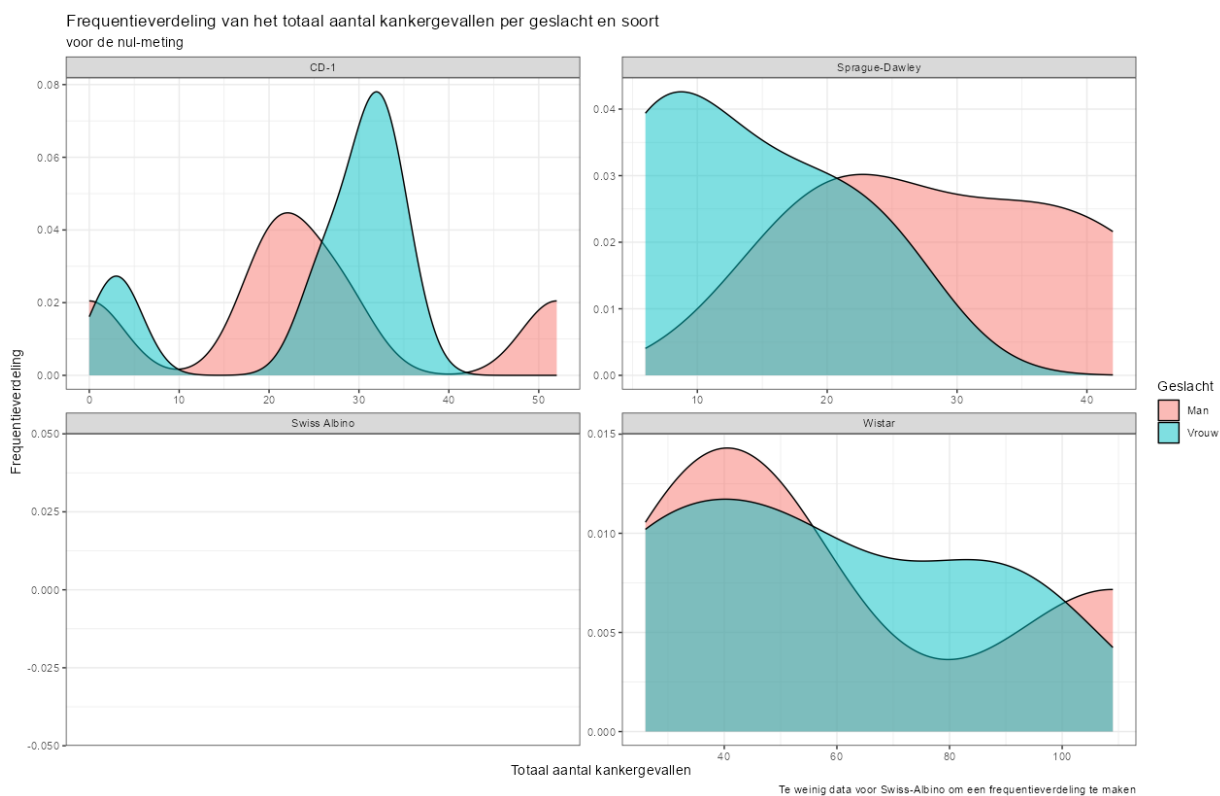 Frequentieverdeling van het totaal aantal kankergevallen per geslacht en soort
voor de nul-meting
CD-1
Sprague-Dawley
0.08
0.06
0.04
0.02
0.00
0 10 20 30 40 50
0.04
0.03
0.02
0.01
0.00
10 20 30 40
Frequentieverdeling
Geslacht
Man
Vrouw
Swiss Albino
Wistar
0.050
0.025
0.000
-0.025
-0.050
0.015
0.010
0.005
0.000
40 60 80 100
Totaal aantal kankergevallen
Te weinig data voor Swiss-Albino om een frequentieverdeling te maken